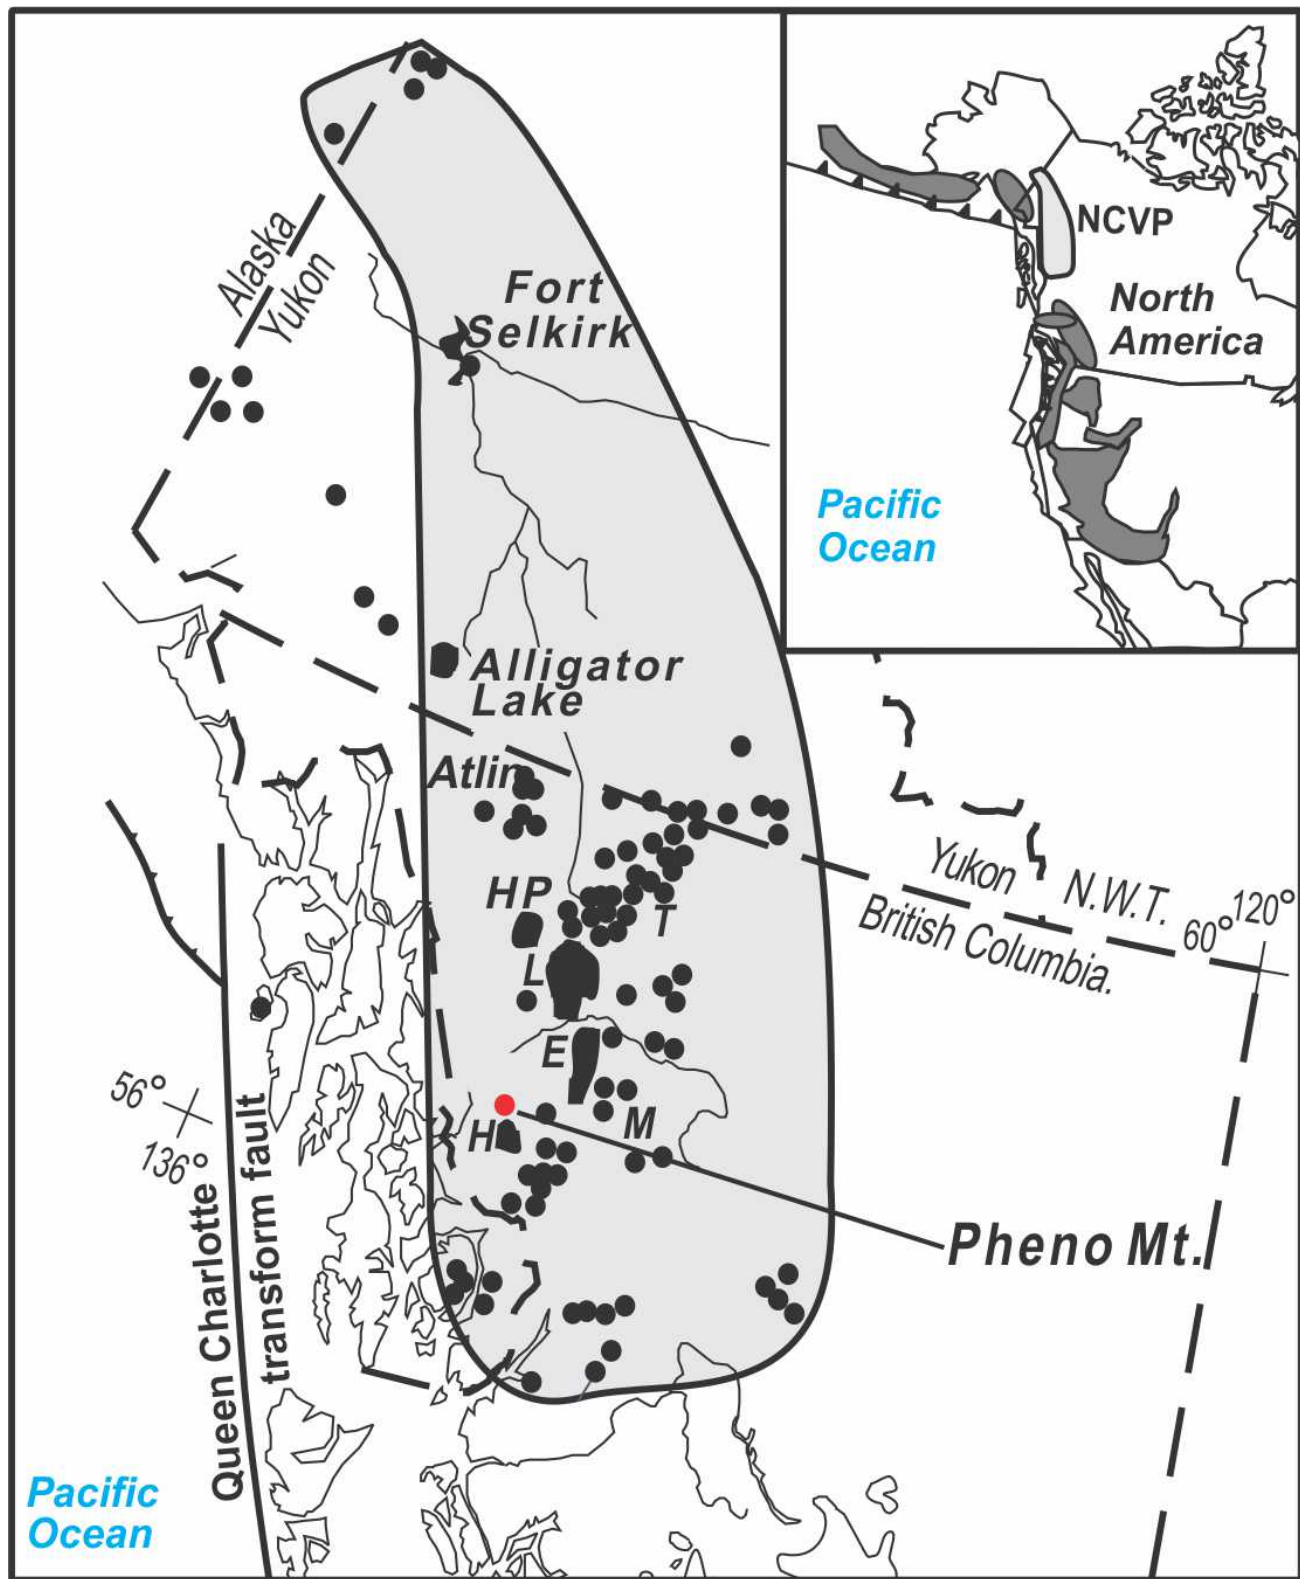 Alaska
Yukon
Fort
Selkirk
NCVP
North
America
Pacific
Ocean
Alligator
Lake
Atlin
HP
T
L
E
M
H
Yukon
N.W.T.
British Columbia.
60°
120°
56°
136°
Pheno Mt.
Queen Charlotte
transform fault
Pacific
Ocean